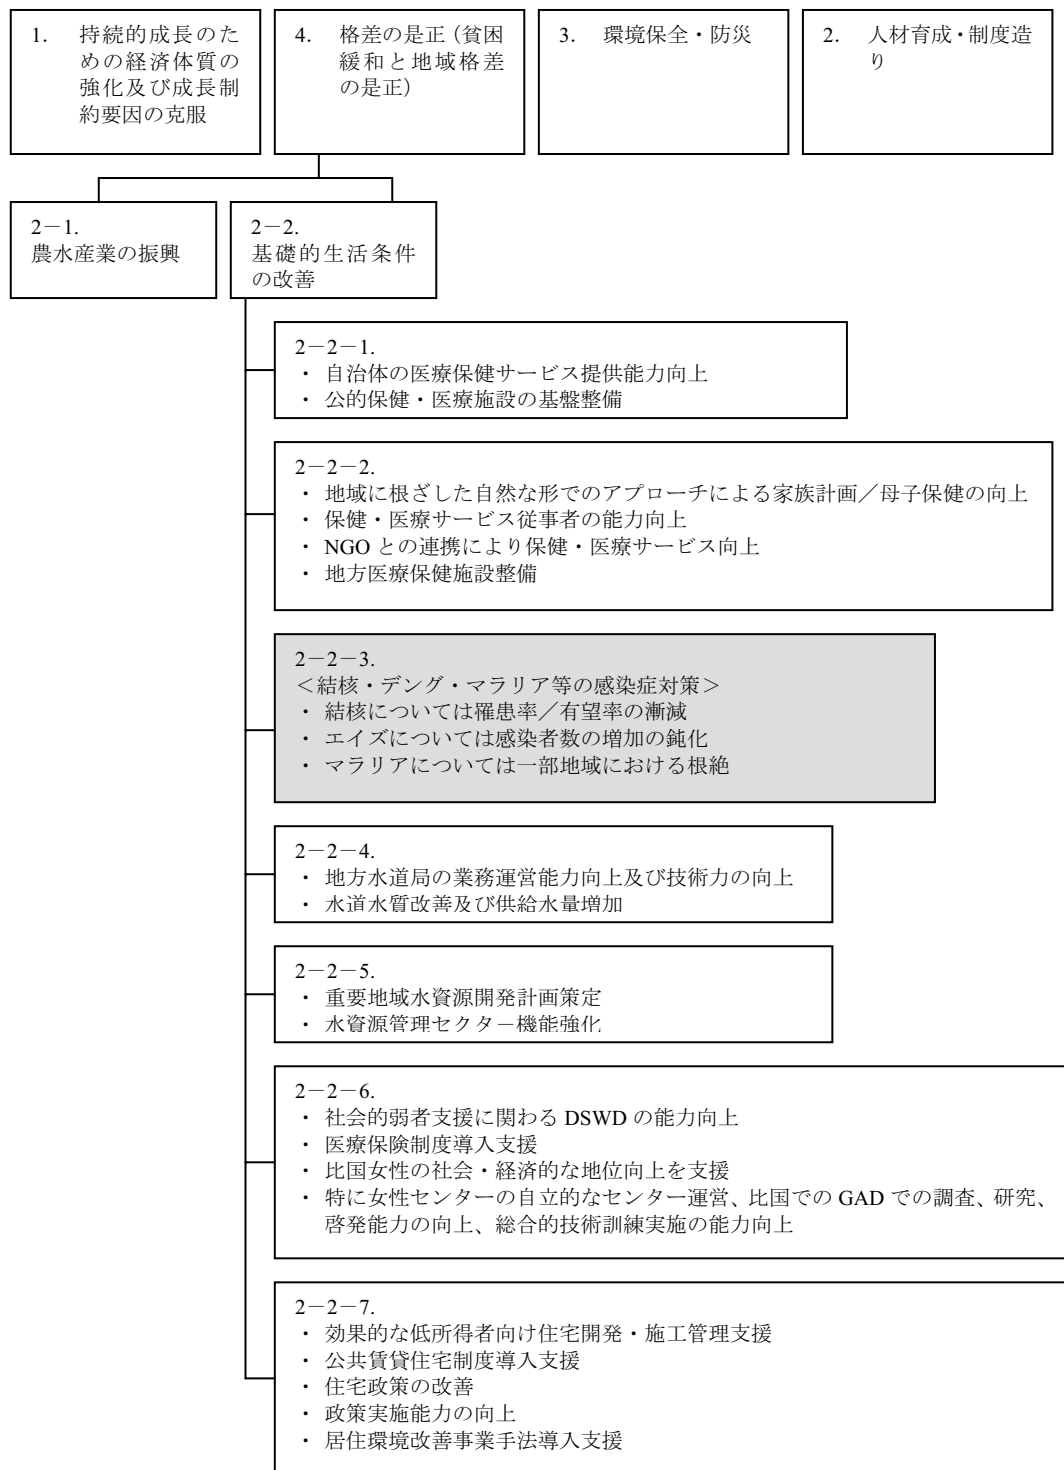 1. 持続的成長のた
めの経済体質の
強化及び成長制
約要因の克服
4. 格差の是正（貧困
緩和と地域格差
の是正）
3. 環境保全・防災
2. 人材育成・制度造
り
2－1.
農水産業の振興
2－2.
基礎的生活条件
の改善
2－2－1.
・ 自治体の医療保健サービス提供能力向上
・ 公的保健・医療施設の基盤整備
2－2－2.
・ 地域に根ざした自然な形でのアプローチによる家族計画／母子保健の向上
・ 保健・医療サービス従事者の能力向上
・ NGO との連携により保健・医療サービス向上
・ 地方医療保健施設整備
2－2－3.
＜結核・デング・マラリア等の感染症対策＞
・ 結核については罹患率／有望率の漸減
・ エイズについては感染者数の増加の鈍化
・ マラリアについては一部地域における根絶
2－2－4.
・ 地方水道局の業務運営能力向上及び技術力の向上
・ 水道水質改善及び供給水量増加
2－2－5.
・ 重要地域水資源開発計画策定
・ 水資源管理セクタ－機能強化
2－2－6.
・ 社会的弱者支援に関わる DSWD の能力向上
・ 医療保険制度導入支援
・ 比国女性の社会・経済的な地位向上を支援
・ 特に女性センターの自立的なセンター運営、比国での GAD での調査、研究、
啓発能力の向上、総合的技術訓練実施の能力向上
2－2－7.
・ 効果的な低所得者向け住宅開発・施工管理支援
・ 公共賃貸住宅制度導入支援
・ 住宅政策の改善
・ 政策実施能力の向上
・ 居住環境改善事業手法導入支援